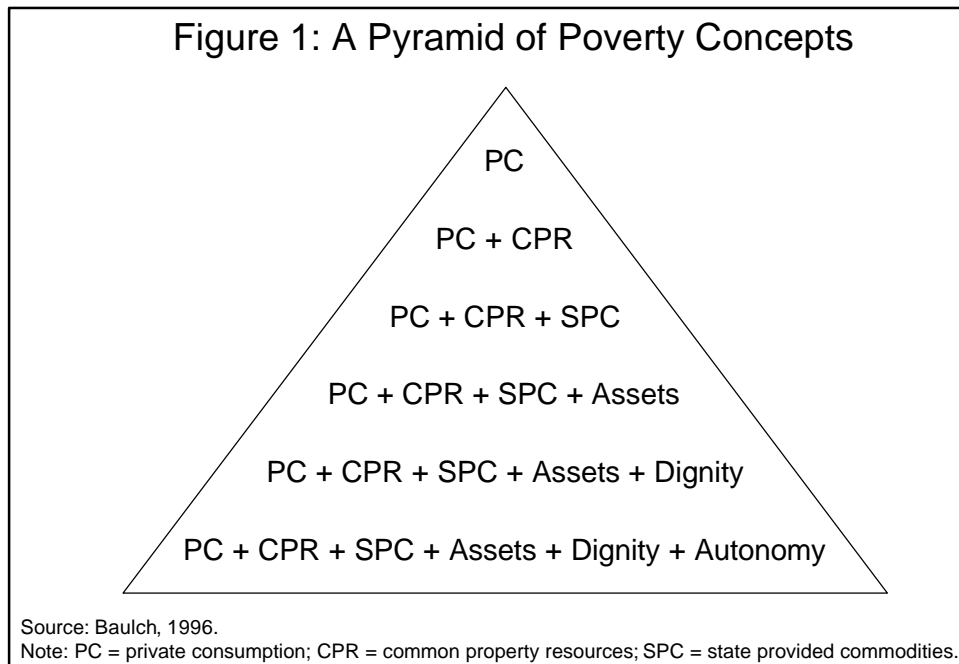 Figure 1: A Pyramid of Poverty Concepts
PC
PC + CPR
PC + CPR + SPC
PC + CPR + SPC + Assets
PC + CPR + SPC + Assets + Dignity
PC + CPR + SPC + Assets + Dignity + Autonomy
Source: Baulch, 1996.
Note: PC = private consumption; CPR = common property resources; SPC = state provided commodities.